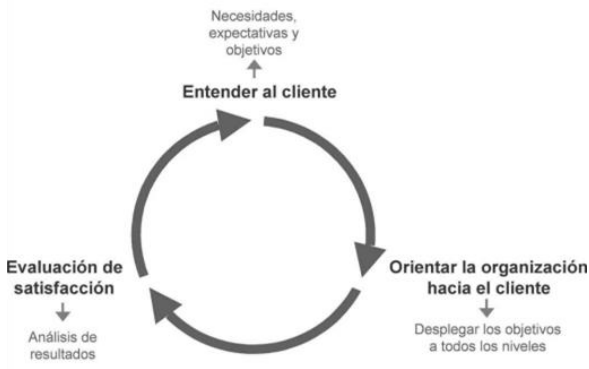 Necesidades,
expectativas y
objetivos
Entender al cliente
Orientar la organización
hacia el cliente
Desplegar los objetivos
a todos los niveles
Evaluación de
satisfacción
Análisis de
resultados